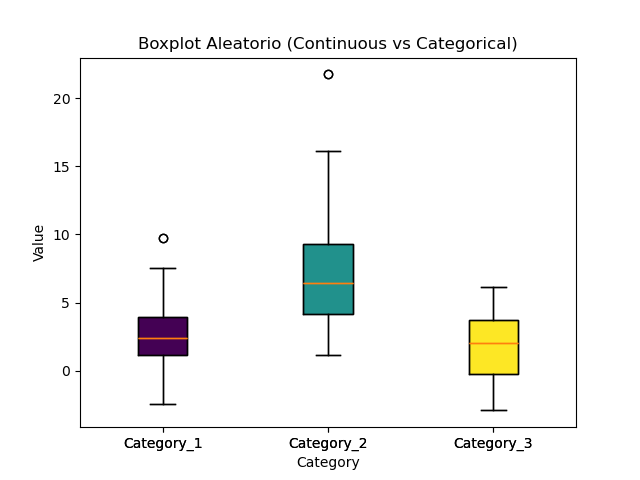 Boxplot Aleatorio (Continuous vs Categorical)
20
15
10
5
0
Value
Category_1 Category_2 Category_3
Category